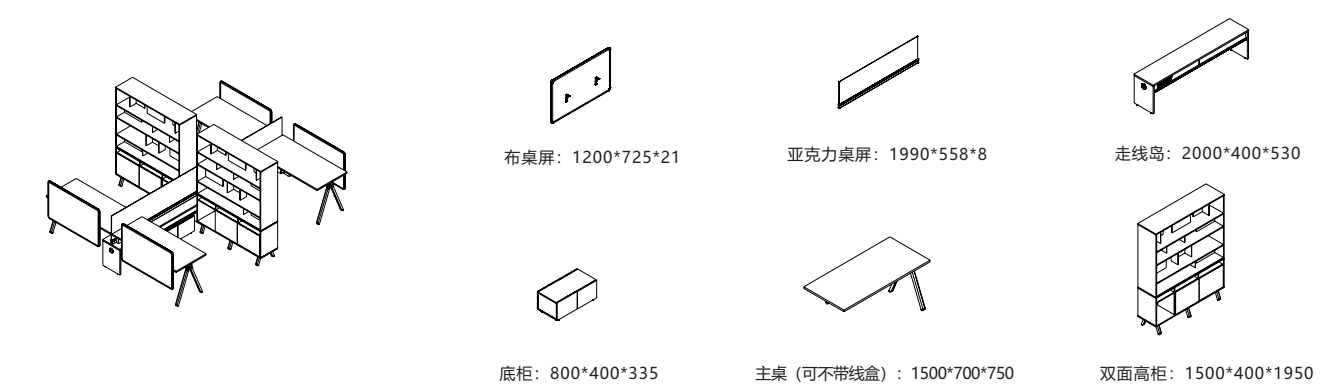 布桌屏：1200*725*21
亚克力桌屏：1990*558*8
走线岛：2000*400*530
底柜：800*400*335
主桌（可不带线盒）：1500*700*750
双面高柜：1500*400*1950